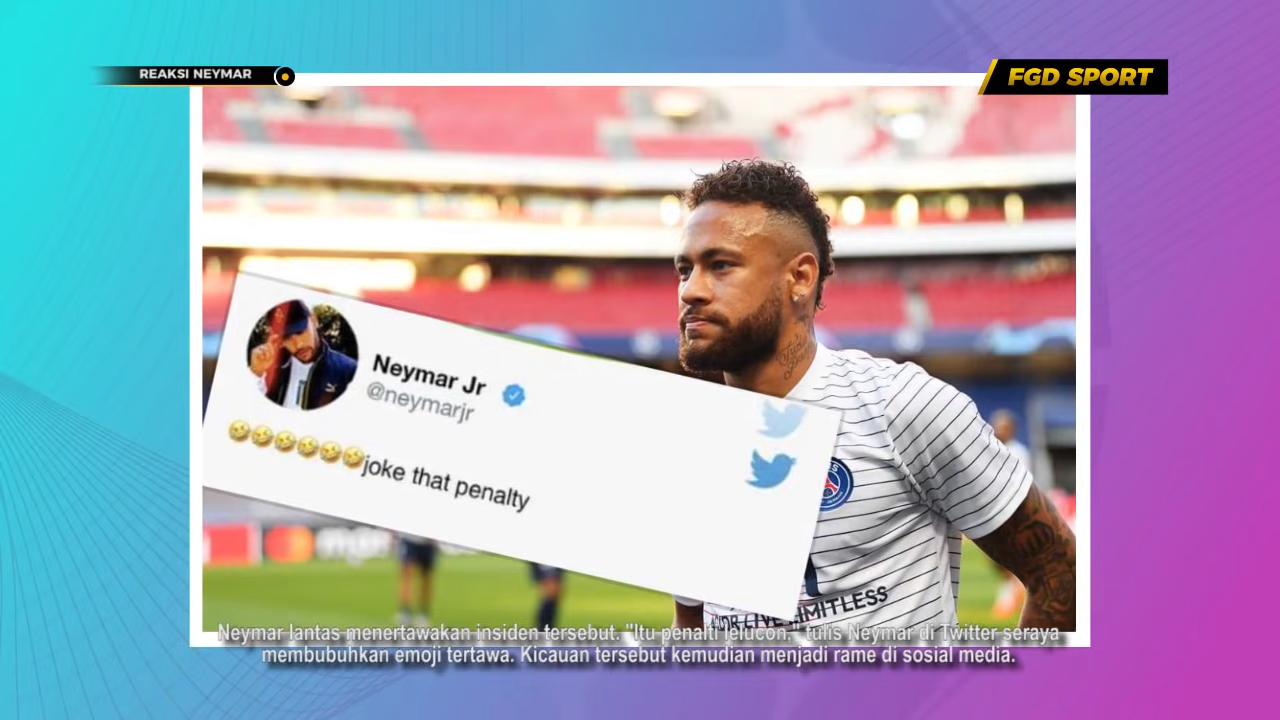 REAKSI NEYMAR
FGD SPORT
Neymar Jr
@neymarjr
🤣🤣🤣🤣🤣🤣joke that penalty
LIMITLESS
Neymar lantas menertawakan insiden tersebut. "Itu penalti lelucon," tulis Neymar di Twitter seraya
membubuhkan emoji tertawa. Kicauan tersebut kemudian menjadi rame di sosial media.